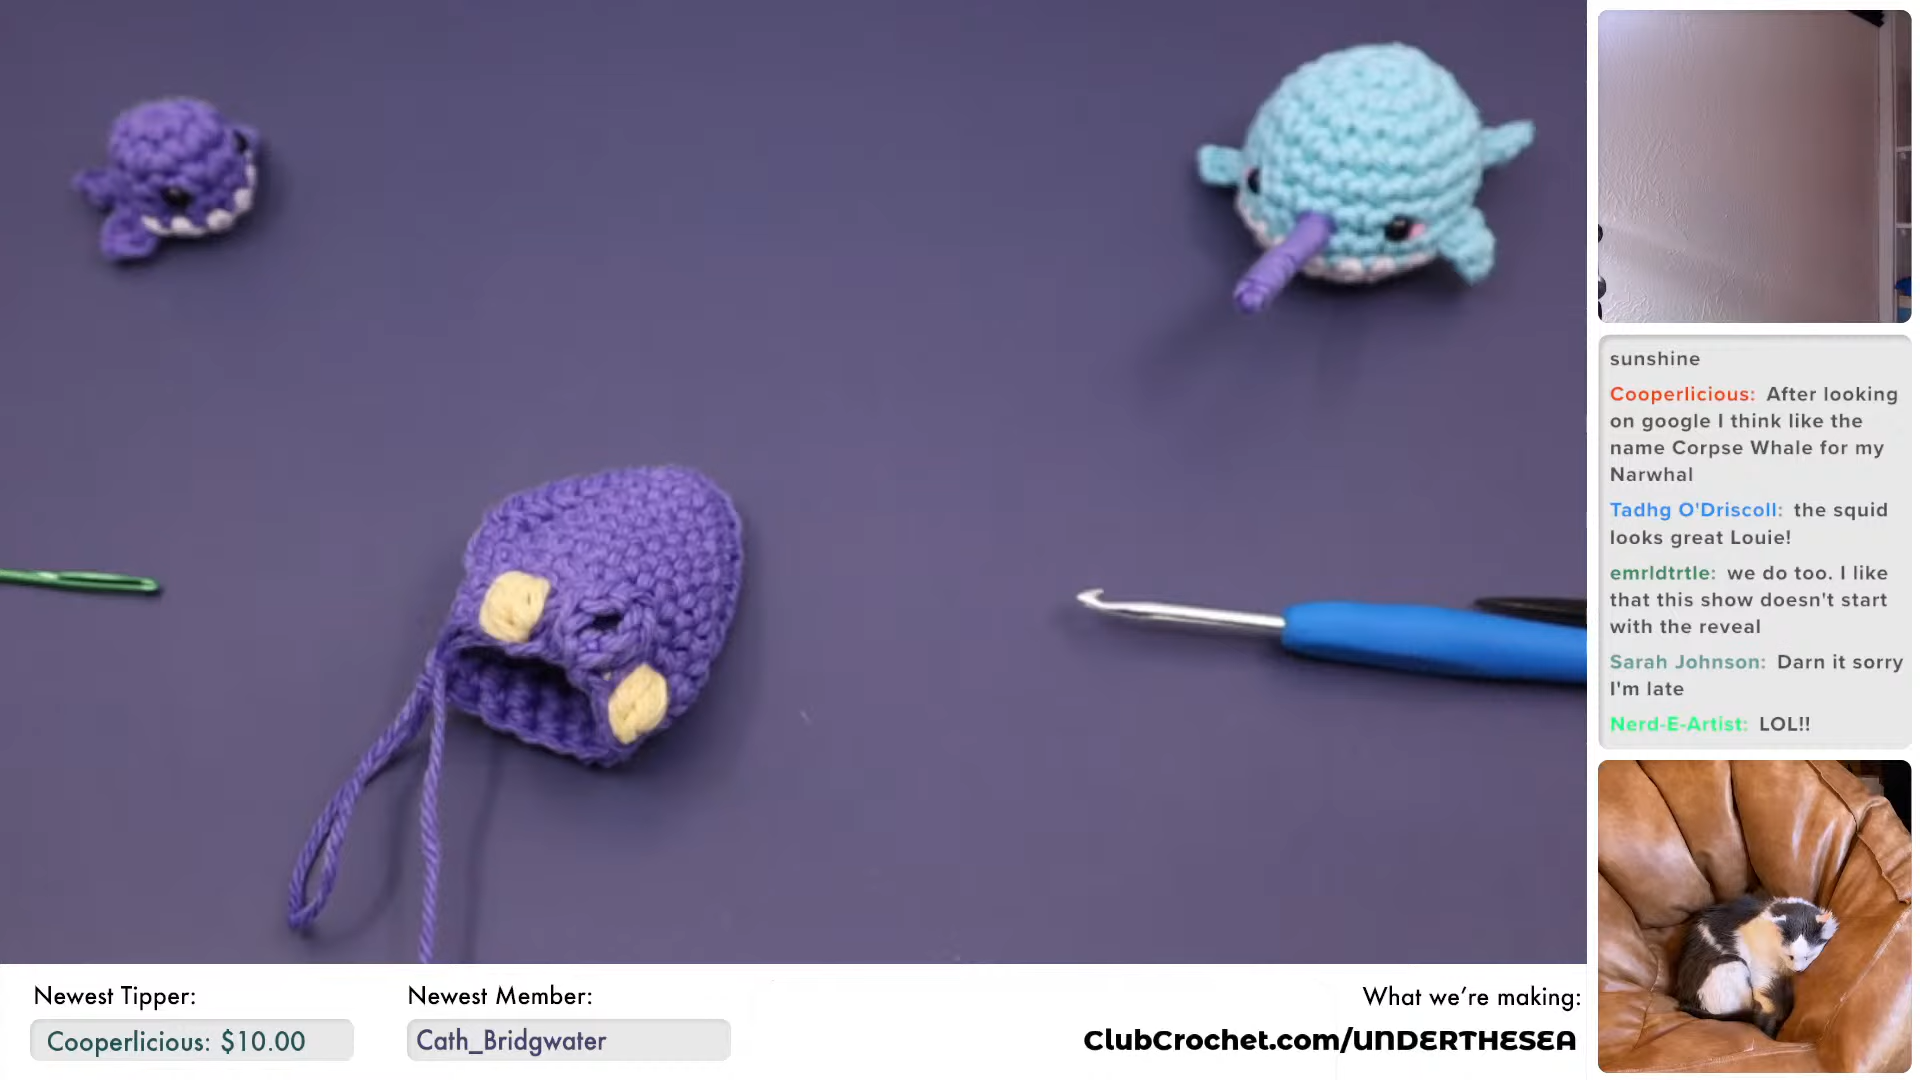 sunshine
Cooperlicious: After looking
on google I think like the
name Corpse Whale for my
Narwhal
Tadhg O'Driscoll: the squid
looks great Louie!
emrldtrtle: we do too. I like
that this show doesn't start
with the reveal
Sarah Johnson: Darn it sorry
I'm late
Nerd-E-Artist: LOL!!
Newest Tipper:
Cooperlicious: $10.00
Newest Member:
Cath_Bridgwater
What we’re making:
ClubCrochet.com/UNDERTHESEA